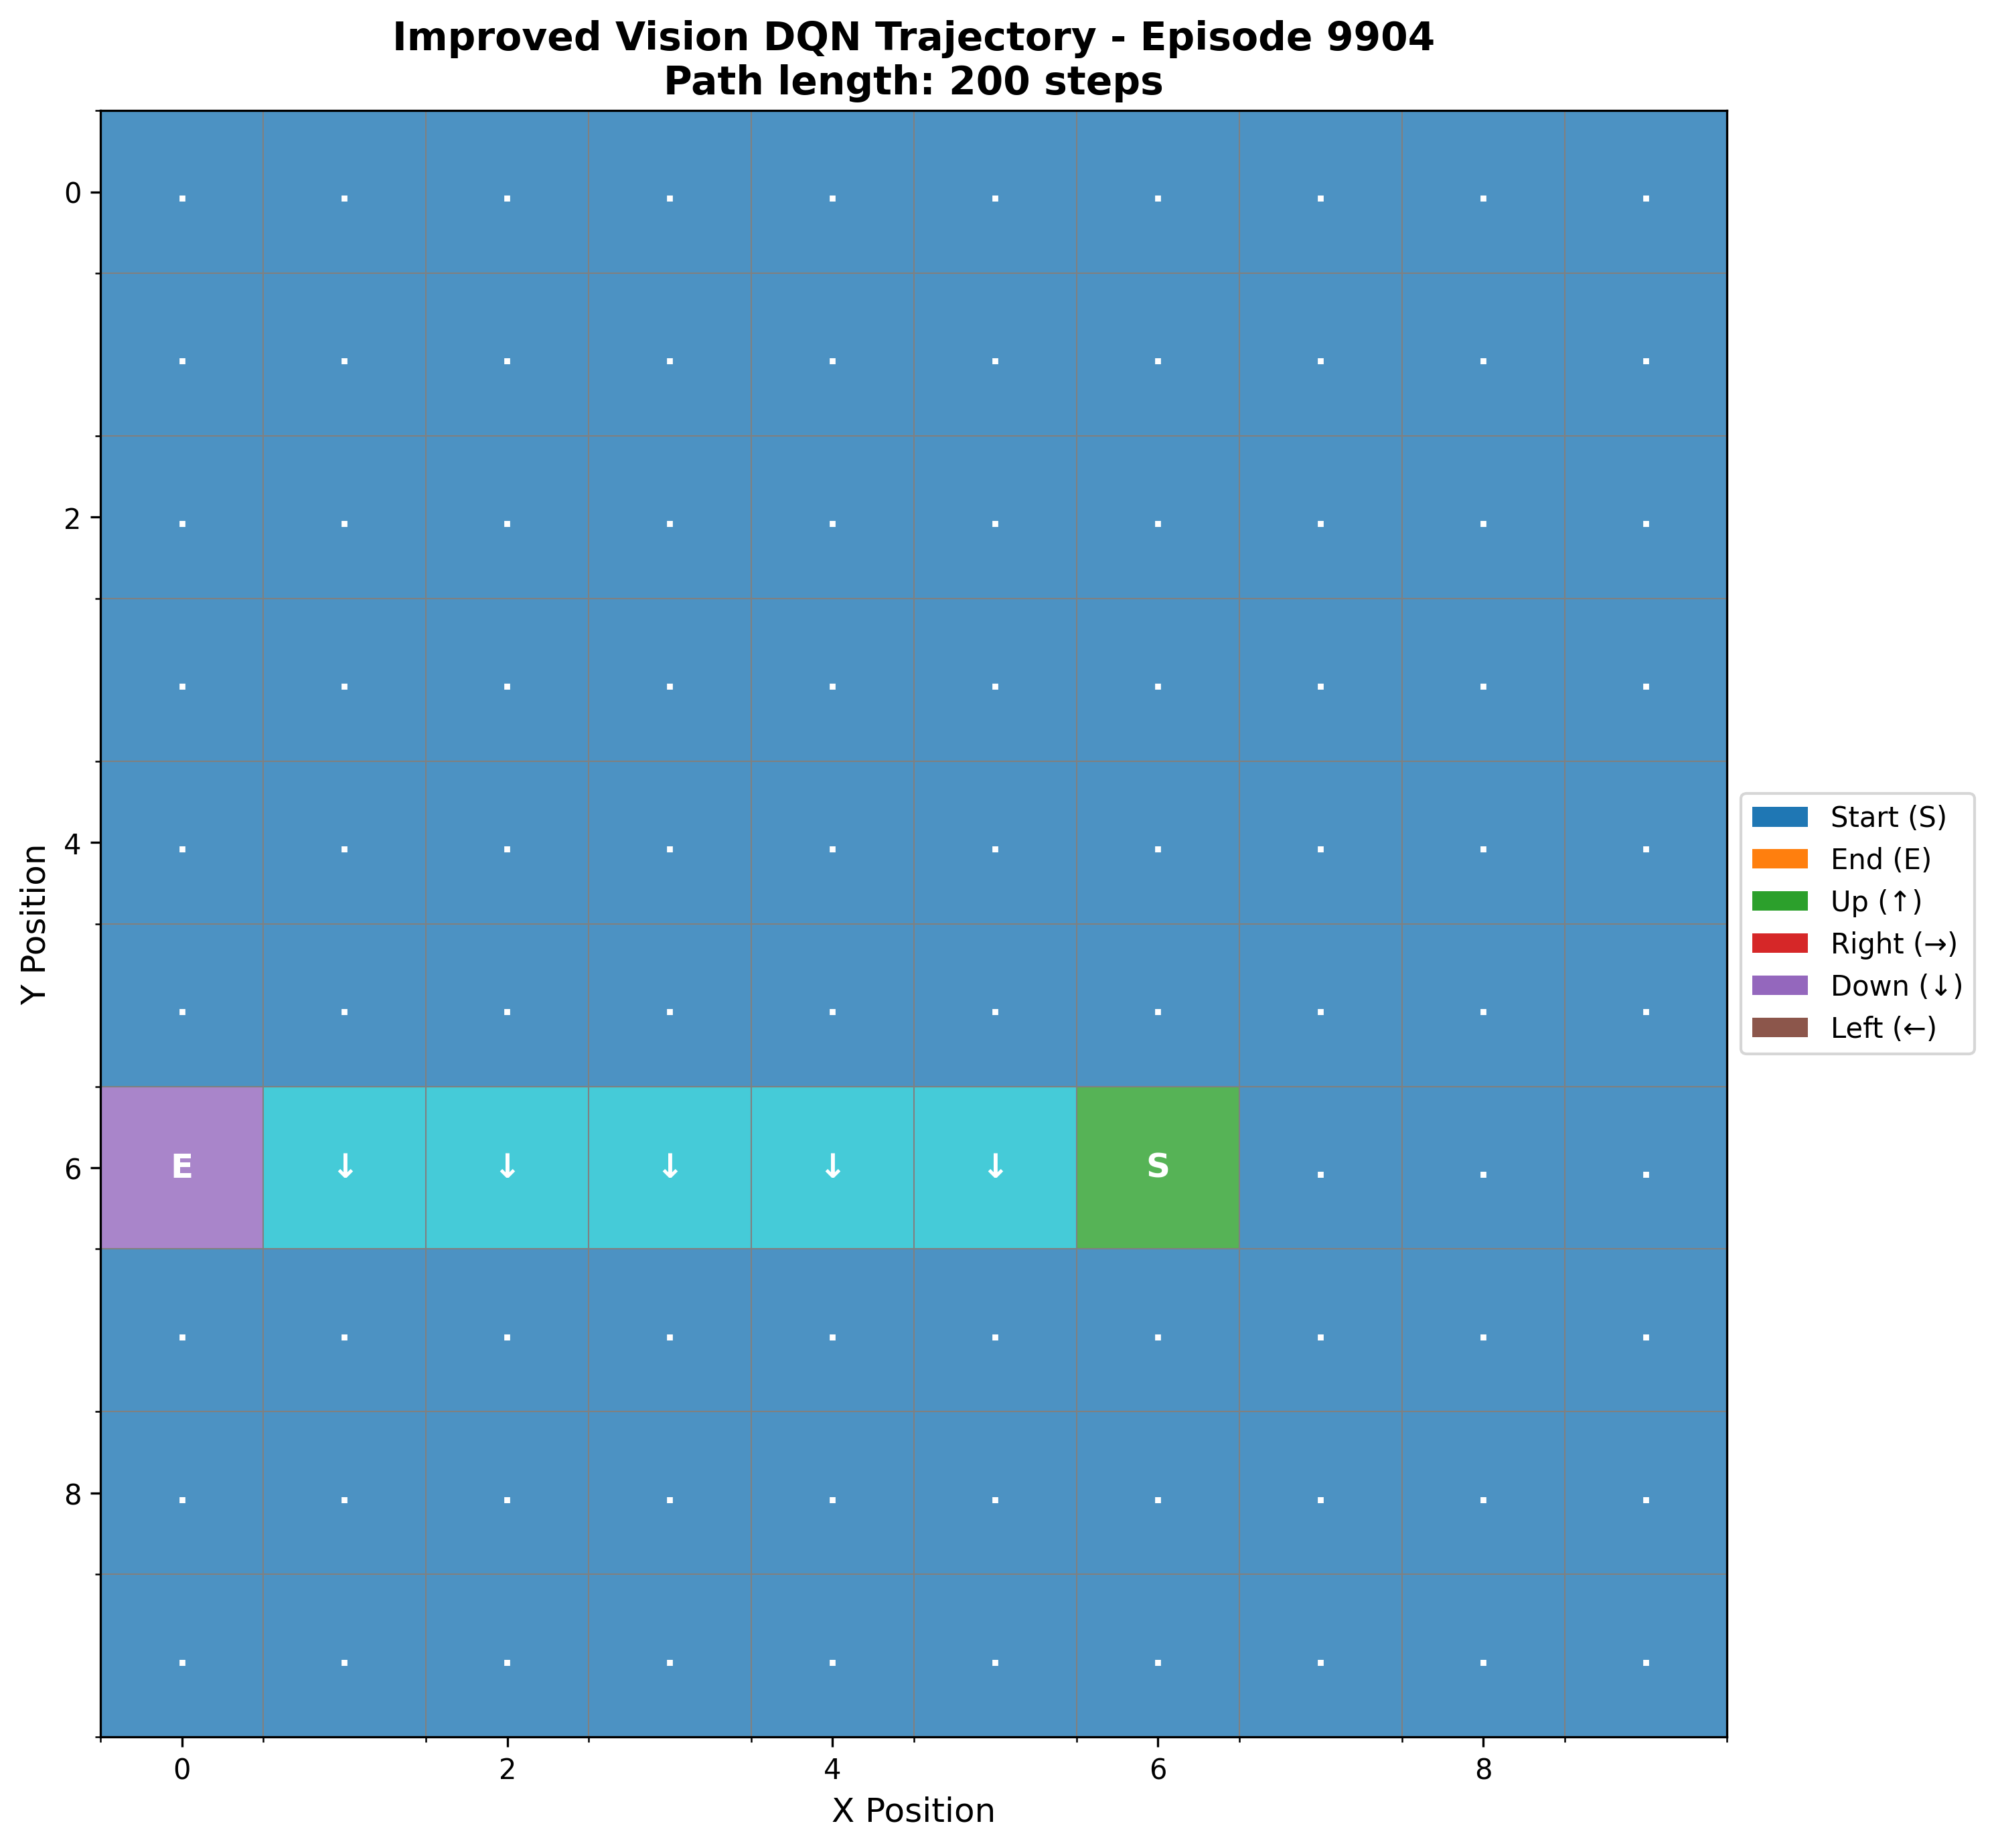 Improved Vision DQN Trajectory - Episode 9904
Path length: 200 steps
0
2
4
6
8
Y Position
E ↓ ↓ ↓ ↓ ↓ S
0 2 4 6 8
X Position
Start (S)
End (E)
Up (↑)
Right (→)
Down (↓)
Left (←)